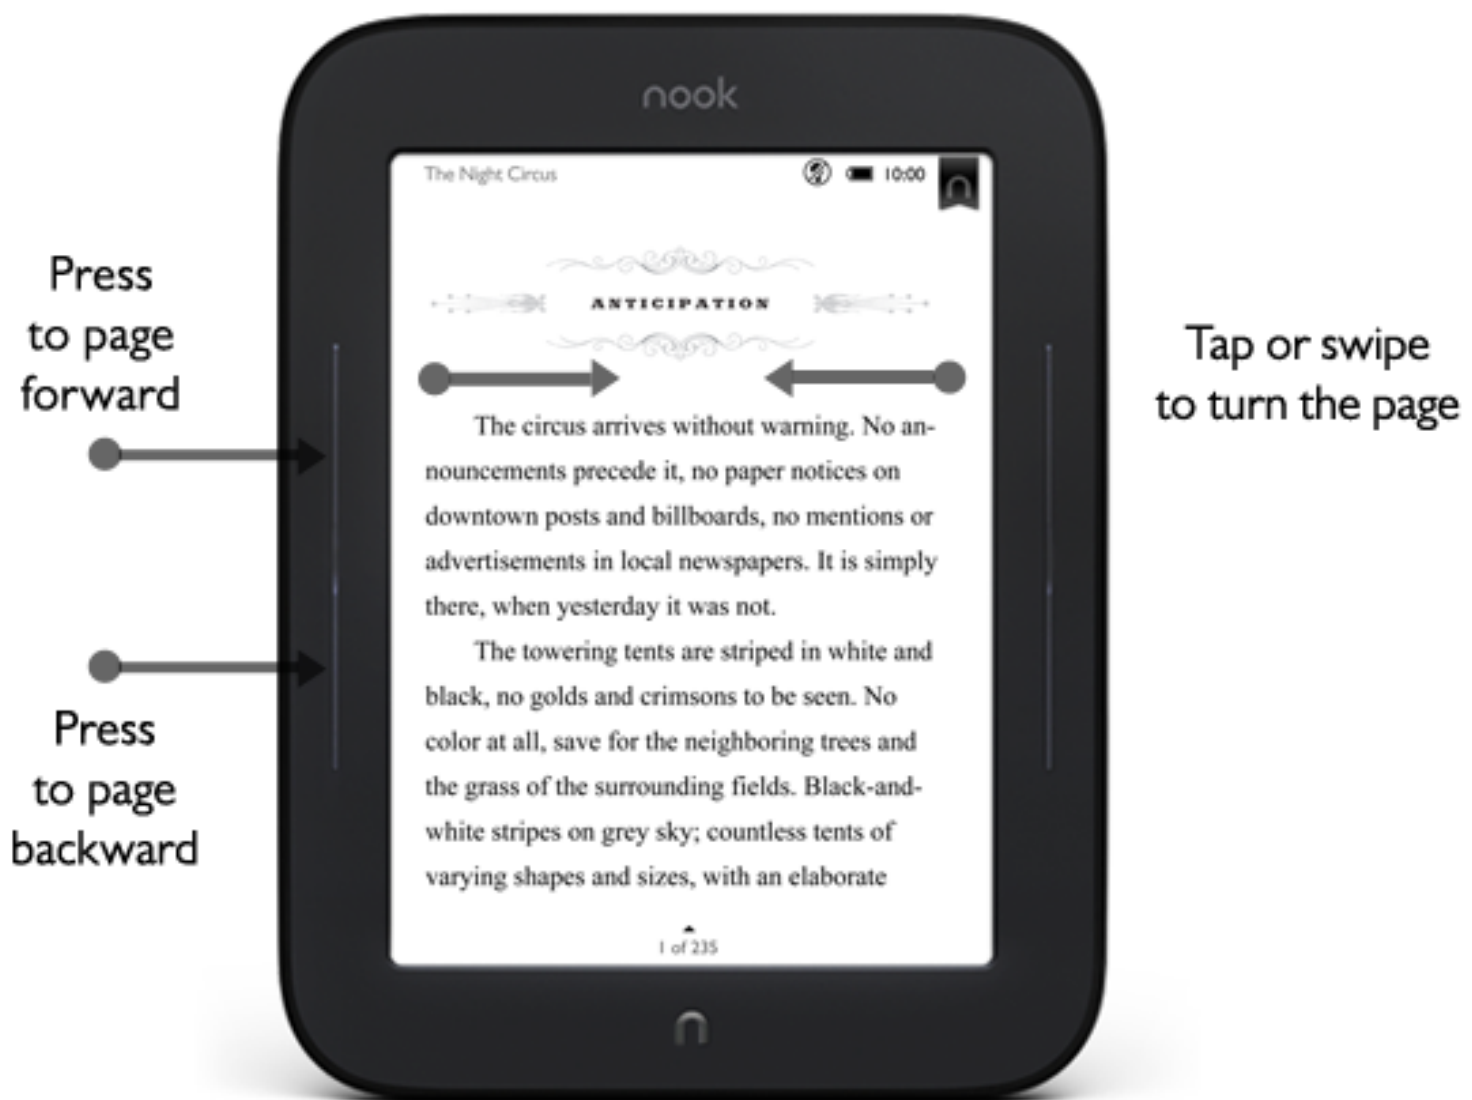 nook
The Night Circus
10:00
ANTICIPATION
Press
to page
forward
Tap or swipe
to turn the page
The circus arrives without warning. No an-
nouncements precede it, no paper notices on
downtown posts and billboards, no mentions or
advertisements in local newspapers. It is simply
there, when yesterday it was not.
The towering tents are striped in white and
black, no golds and crimsons to be seen. No
color at all, save for the neighboring trees and
the grass of the surrounding fields. Black-and-
white stripes on grey sky; countless tents of
varying shapes and sizes, with an elaborate
Press
to page
backward
1 of 235